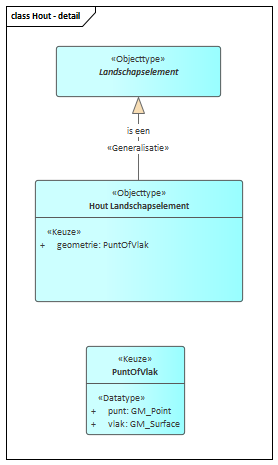 class Hout - detail
«Objecttype»
Landschapselement
is een
«Generalisatie»
«Objecttype»
Hout Landschapselement
«Keuze»
+ geometrie: PuntOfVlak
«Keuze»
PuntOfVlak
«Datatype»
+ punt: GM_Point
+ vlak: GM_Surface